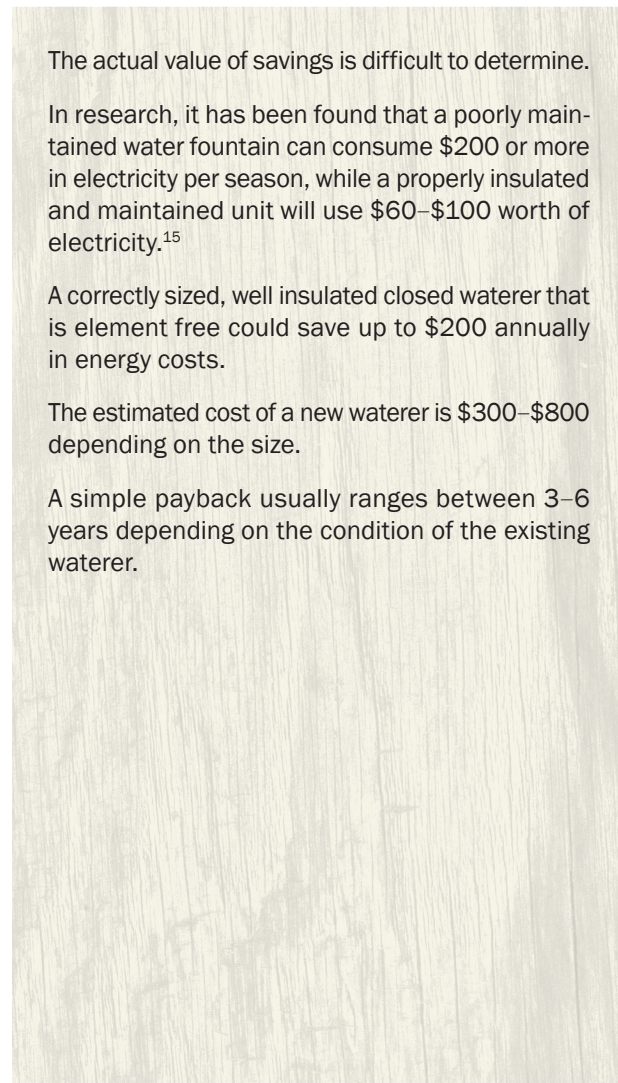 The actual value of savings is difficult to determine.
In research, it has been found that a poorly main-
tained water fountain can consume $200 or more
in electricity per season, while a properly insulated
and maintained unit will use $60–$100 worth of
electricity.15
A correctly sized, well insulated closed waterer that
is element free could save up to $200 annually
in energy costs.
The estimated cost of a new waterer is $300–$800
depending on the size.
A simple payback usually ranges between 3–6
years depending on the condition of the existing
waterer.